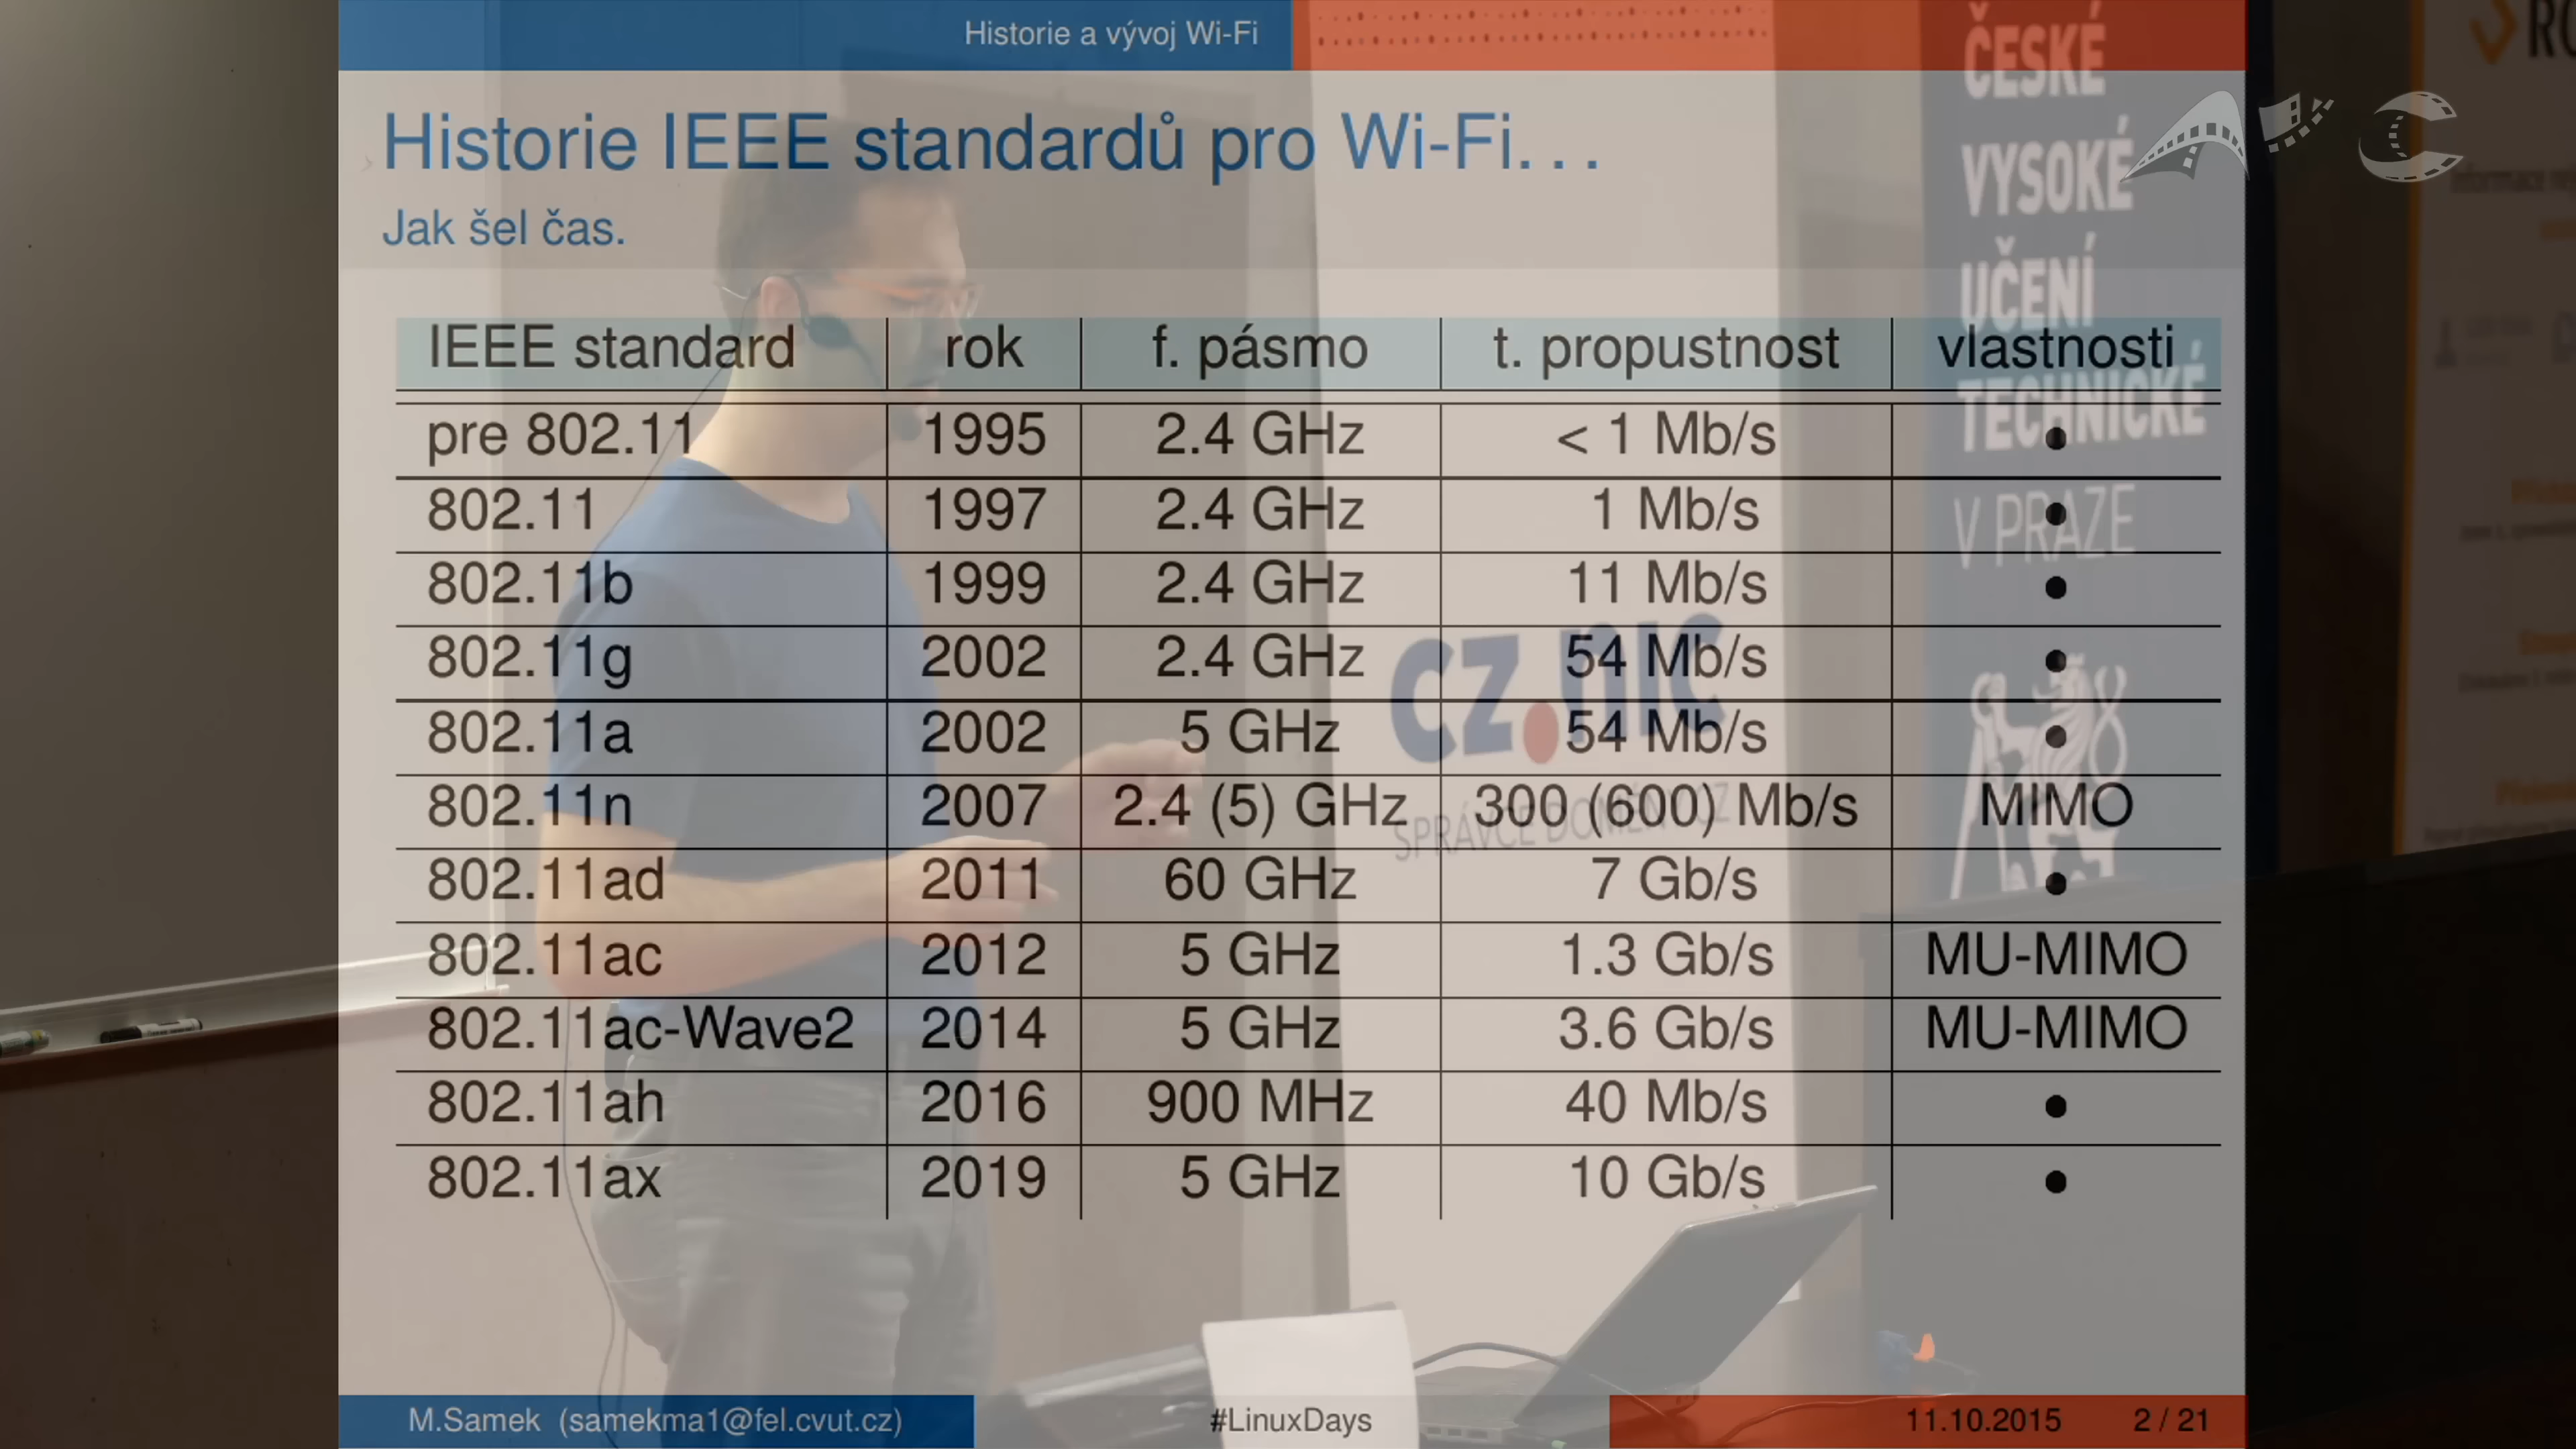 Historie a vývoj Wi-Fi
Historie IEEE standardů pro Wi-Fi...
Jak šel čas.
IEEE standard rok f. pásmo t. propustnost vlastnosti
pre 802.11 1995 2.4 GHz < 1 Mb/s •
802.11 1997 2.4 GHz 1 Mb/s •
802.11b 1999 2.4 GHz 11 Mb/s •
802.11g 2002 2.4 GHz 54 Mb/s •
802.11a 2002 5 GHz 54 Mb/s •
802.11n 2007 2.4 (5) GHz 300 (600) Mb/s MIMO
802.11ad 2011 60 GHz 7 Gb/s •
802.11ac 2012 5 GHz 1.3 Gb/s MU-MIMO
802.11ac-Wave2 2014 5 GHz 3.6 Gb/s MU-MIMO
802.11ah 2016 900 MHz 40 Mb/s •
802.11ax 2019 5 GHz 10 Gb/s •
M.Samek (samekma1@fel.cvut.cz) #LinuxDays 11.10.2015 2 / 21
ČESKÉ
VYSOKÉ
UČENÍ
TECHNICKÉ
V PRAZE
CZ.NIC
SPRÁVCE DOMÉNY CZ
AVC